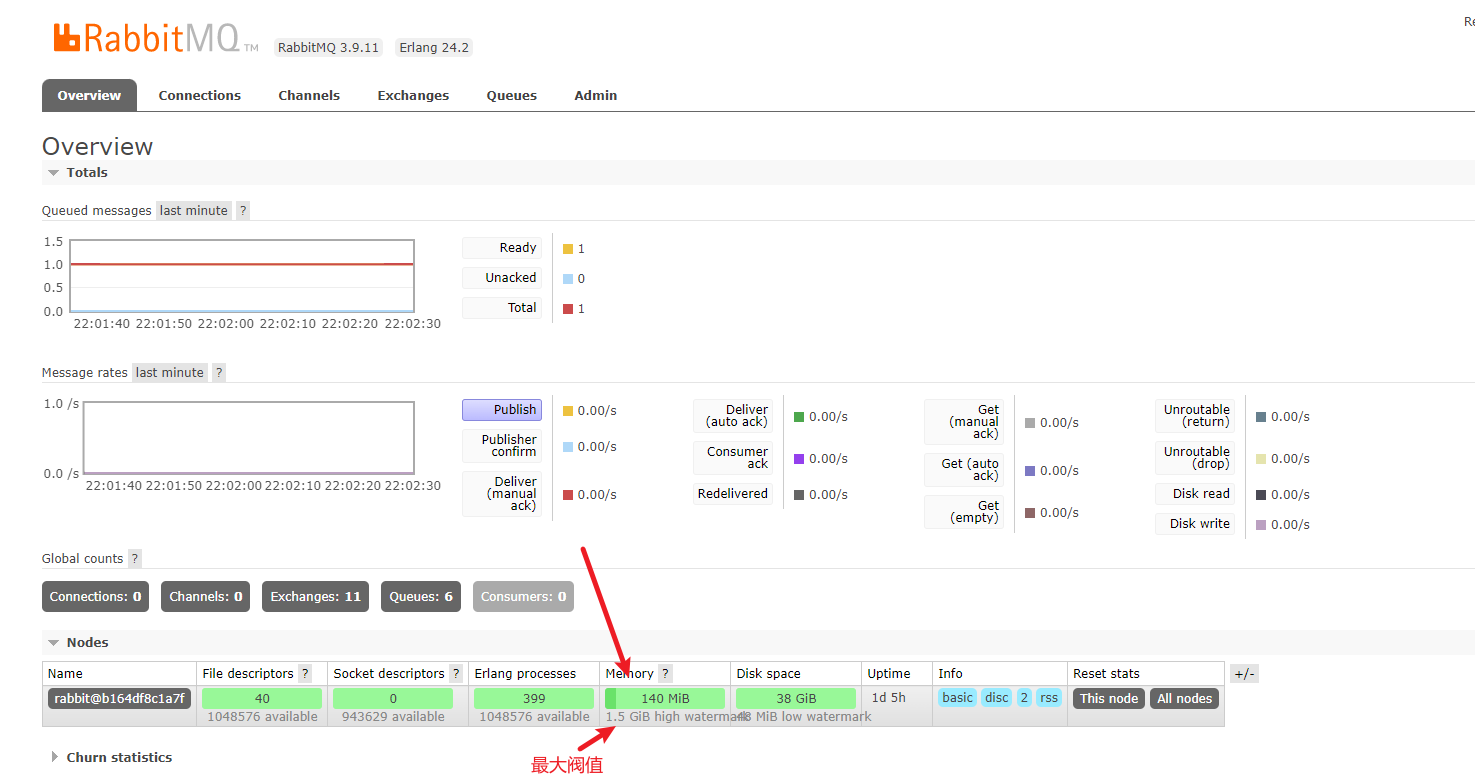 RabbitMQ TM RabbitMQ 3.9.11 Erlang 24.2
Re
Overview Connections Channels Exchanges Queues Admin
Overview
Totals
Queued messages last minute ?
1.5
1.0
0.5
0.0
22:01:40 22:01:50 22:02:00 22:02:10 22:02:20 22:02:30
Ready 1
Unacked 0
Total 1
Message rates last minute ?
1.0 /s
0.0 /s
22:01:40 22:01:50 22:02:00 22:02:10 22:02:20 22:02:30
Publish 0.00/s
Publisher
confirm 0.00/s
Deliver
(manual
ack) 0.00/s
Deliver
(auto ack) 0.00/s
Consumer
ack 0.00/s
Redelivered 0.00/s
Get
(manual
ack) 0.00/s
Get (auto
ack) 0.00/s
Get
(empty) 0.00/s
Unroutable
(return) 0.00/s
Unroutable
(drop) 0.00/s
Disk read 0.00/s
Disk write 0.00/s
Global counts ?
Connections: 0 Channels: 0 Exchanges: 11 Queues: 6 Consumers: 0
Nodes
Name File descriptors ? Socket descriptors ? Erlang processes Memory ? Disk space Uptime Info Reset stats +/-
rabbit@b164df8c1a7f 40 0 399 140 MiB 38 GiB 1d 5h basic disc 2 rss This node All nodes
1048576 available 943629 available 1048576 available 1.5 GiB high watermark 48 MiB low watermark
Churn statistics
最大阀值